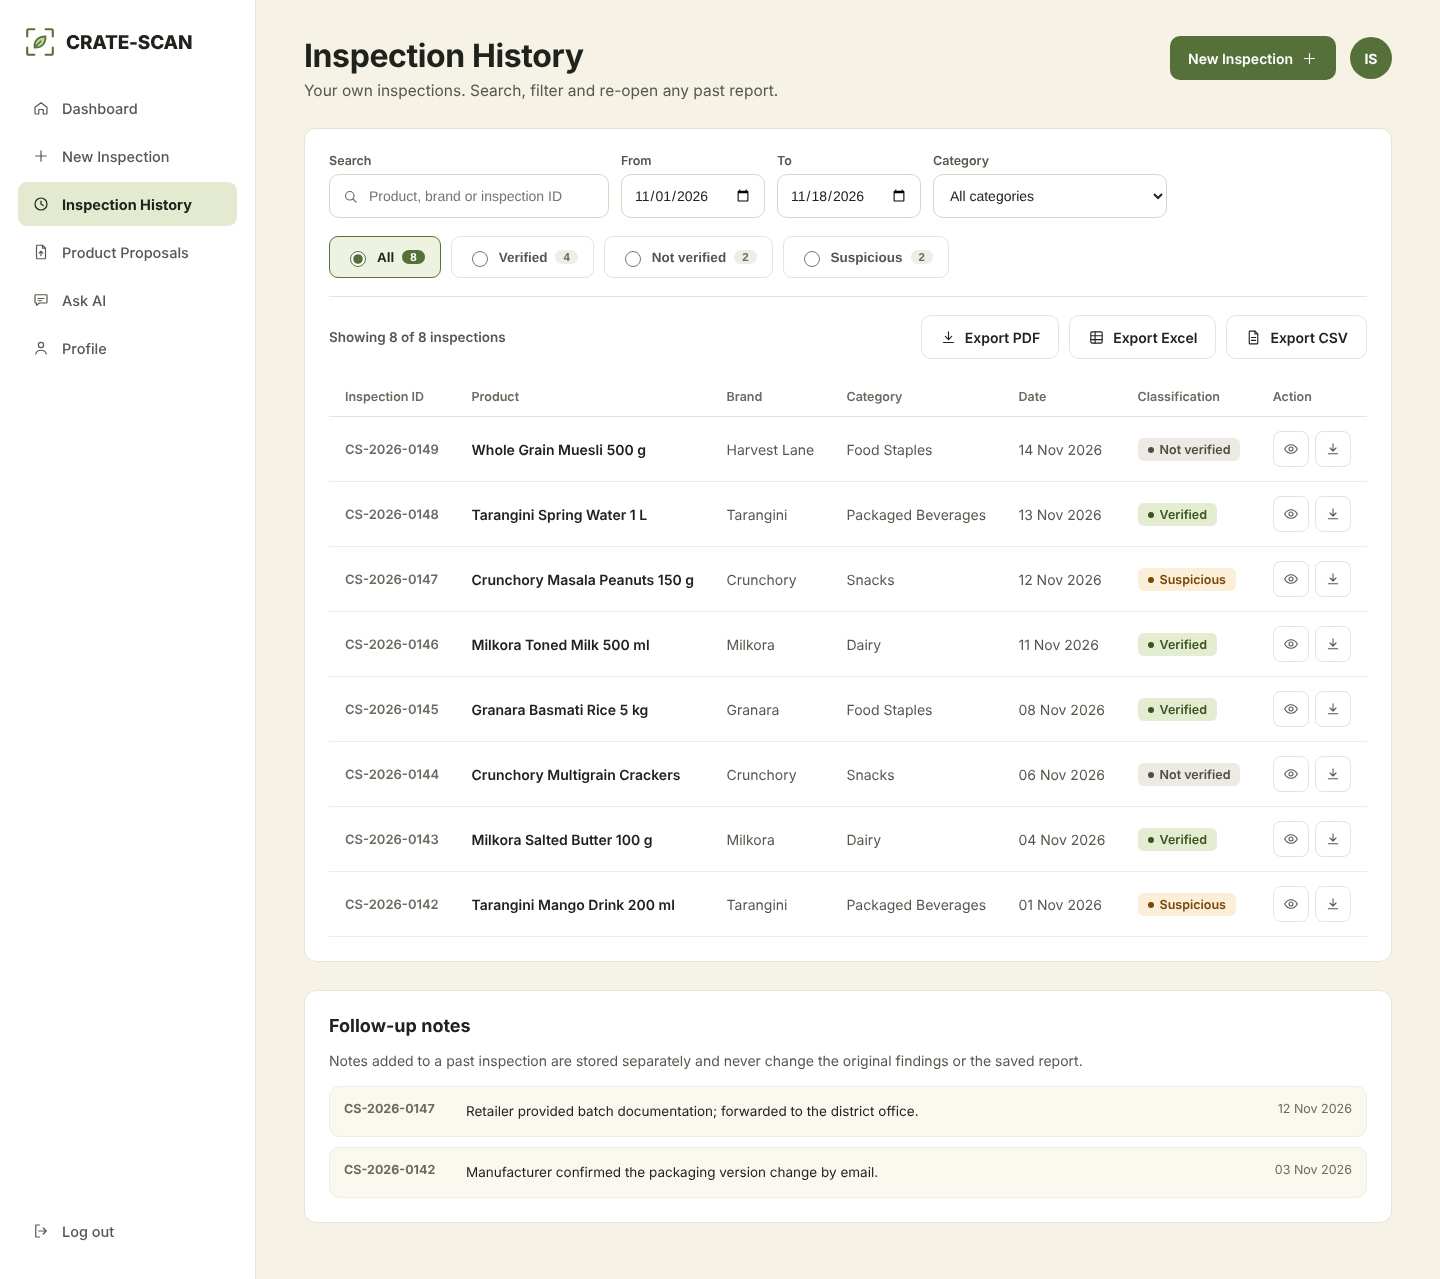 CRATE-SCAN
Dashboard
New Inspection
Inspection History
Product Proposals
Ask AI
Profile
Log out
Inspection History
Your own inspections. Search, filter and re-open any past report.
New Inspection
IS
Search
From
To
Category
Product, brand or inspection ID
11/01/2026
11/18/2026
All categories
All 8
Verified 4
Not verified 2
Suspicious 2
Showing 8 of 8 inspections
Export PDF
Export Excel
Export CSV
Inspection ID Product Brand Category Date Classification Action
CS-2026-0149 Whole Grain Muesli 500 g Harvest Lane Food Staples 14 Nov 2026 Not verified
CS-2026-0148 Tarangini Spring Water 1 L Tarangini Packaged Beverages 13 Nov 2026 Verified
CS-2026-0147 Crunchory Masala Peanuts 150 g Crunchory Snacks 12 Nov 2026 Suspicious
CS-2026-0146 Milkora Toned Milk 500 ml Milkora Dairy 11 Nov 2026 Verified
CS-2026-0145 Granara Basmati Rice 5 kg Granara Food Staples 08 Nov 2026 Verified
CS-2026-0144 Crunchory Multigrain Crackers Crunchory Snacks 06 Nov 2026 Not verified
CS-2026-0143 Milkora Salted Butter 100 g Milkora Dairy 04 Nov 2026 Verified
CS-2026-0142 Tarangini Mango Drink 200 ml Tarangini Packaged Beverages 01 Nov 2026 Suspicious
Follow-up notes
Notes added to a past inspection are stored separately and never change the original findings or the saved report.
CS-2026-0147 Retailer provided batch documentation; forwarded to the district office. 12 Nov 2026
CS-2026-0142 Manufacturer confirmed the packaging version change by email. 03 Nov 2026